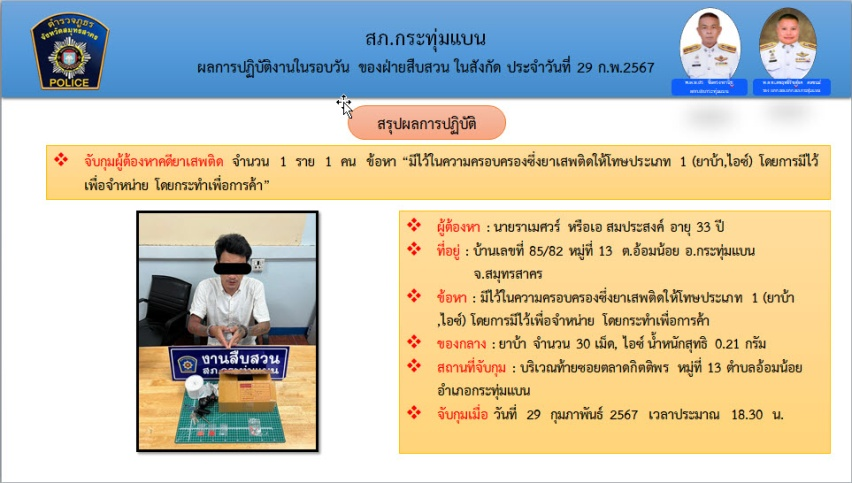 ตำรวจภูธร
จังหวัดสมุทรสาคร
POLICE
สภ.กระทุ่มแบน
ผลการปฏิบัติงานในรอบวัน ของฝ่ายสืบสวน ในสังกัด ประจำวันที่ 29 ก.พ.2567
สรุปผลการปฏิบัติ
❖ จับกุมผู้ต้องหาคดียาเสพติด จำนวน 1 ราย 1 คน ข้อหา “มีไว้ในความครอบครองซึ่งยาเสพติดให้โทษประเภท 1 (ยาบ้า,ไอซ์) โดยการมีไว้
เพื่อจำหน่าย โดยกระทำเพื่อการค้า”
❖ ผู้ต้องหา : นายราเมศวร์ หรือเอ สมประสงค์ อายุ 33 ปี
❖ ที่อยู่ : บ้านเลขที่ 85/82 หมู่ที่ 13 ต.อ้อมน้อย อ.กระทุ่มแบน
จ.สมุทรสาคร
❖ ข้อหา : มีไว้ในความครอบครองซึ่งยาเสพติดให้โทษประเภท 1 (ยาบ้า
,ไอซ์) โดยการมีไว้เพื่อจำหน่าย โดยกระทำเพื่อการค้า
❖ ของกลาง : ยาบ้า จำนวน 30 เม็ด, ไอซ์ น้ำหนักสุทธิ 0.21 กรัม
❖ สถานที่จับกุม : บริเวณท้ายซอยตลาดกิตติพร หมู่ที่ 13 ตำบลอ้อมน้อย
อำเภอกระทุ่มแบน
❖ จับกุมเมื่อ วันที่ 29 กุมภาพันธ์ 2567 เวลาประมาณ 18.30 น.
งานสืบสวน
สภ.กระทุ่มแบน